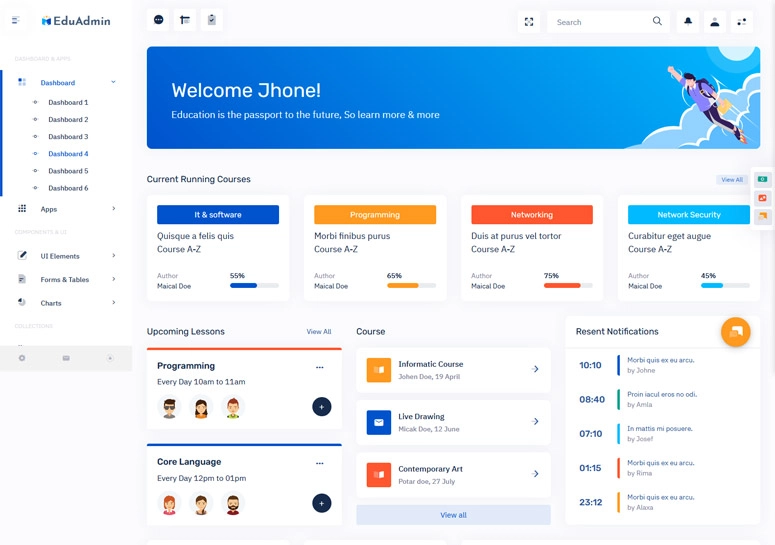 EduAdmin
Search
DASHBOARD & APPS
Dashboard
Dashboard 1
Dashboard 2
Dashboard 3
Dashboard 4
Dashboard 5
Dashboard 6
Apps
COMPONENTS & UI
UI Elements
Forms & Tables
Charts
COLLECTIONS
Welcome Jhone!
Education is the passport to the future, So learn more & more
Current Running Courses
View All
It & software
Quisque a felis quis
Course A-Z
Author
Maical Doe
55%
Programming
Morbi finibus purus
Course A-Z
Author
Maical Doe
65%
Networking
Duis at purus vel tortor
Course A-Z
Author
Maical Doe
75%
Network Security
Curabitur eget augue
Course A-Z
Author
Maical Doe
45%
Upcoming Lessons
View All
Programming
Every Day 10am to 11am
Core Language
Every Day 12pm to 01pm
Course
Informatic Course
Johen Doe, 19 April
Live Drawing
Micak Doe, 12 June
Contemporary Art
Potar doe, 27 July
View all
Resent Notifications
10:10
Morbi quis ex eu arcu.
by Johne
08:40
Proin iacul eros no odi.
by Amla
07:10
In mattis mi posuere.
by Josef
01:15
Morbi quis ex eu arcu.
by Rima
23:12
Morbi quis ex eu arcu.
by Alaxa